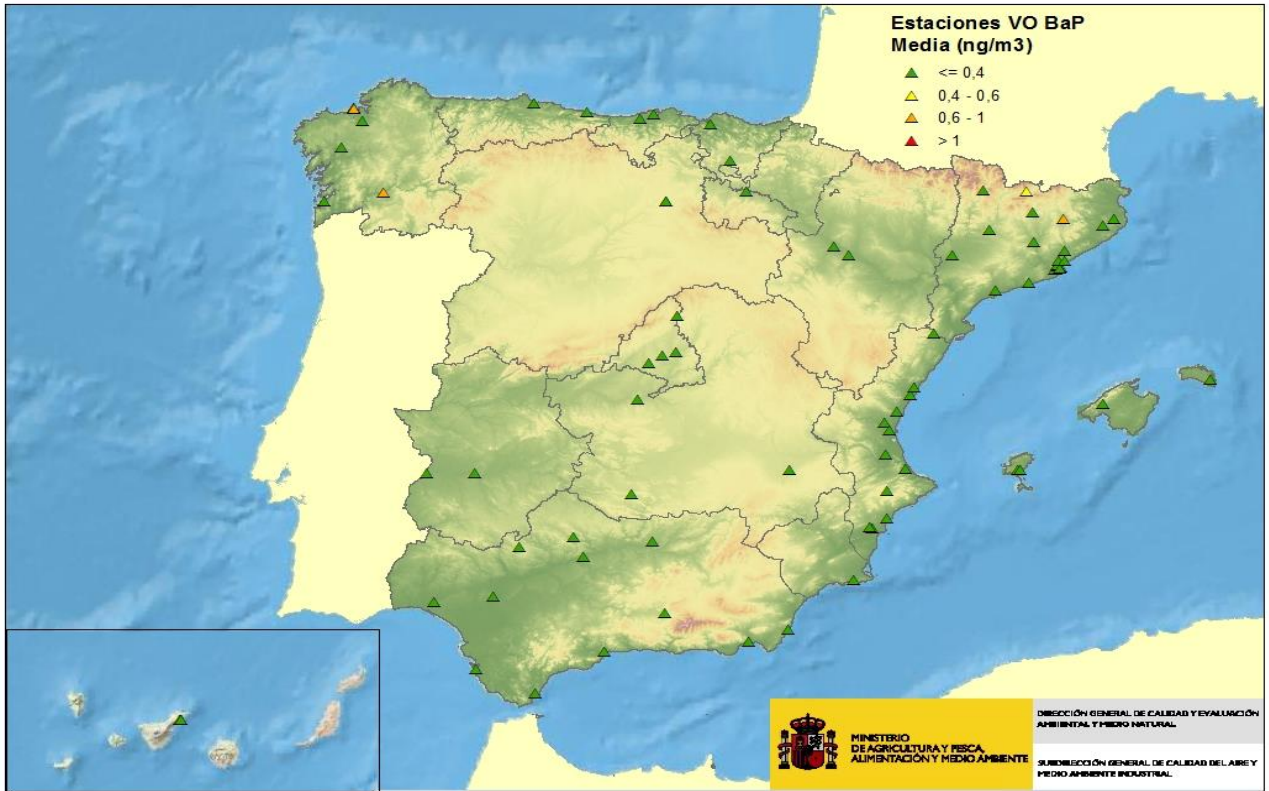 Estaciones VO BaP
Media (ng/m3)
<= 0,4
0,4 - 0,6
0,6 - 1
> 1
MINISTERIO
DE AGRICULTURA Y PESCA,
ALIMENTACIÓN Y MEDIO AMBIENTE
DIRECCIÓN GENERAL DE CALIDAD Y EVALUACIÓN
AMBIENTAL Y MEDIO NATURAL
SUBDIRECCIÓN GENERAL DE CALIDAD DEL AIRE Y
MEDIO AMBIENTE INDUSTRIAL